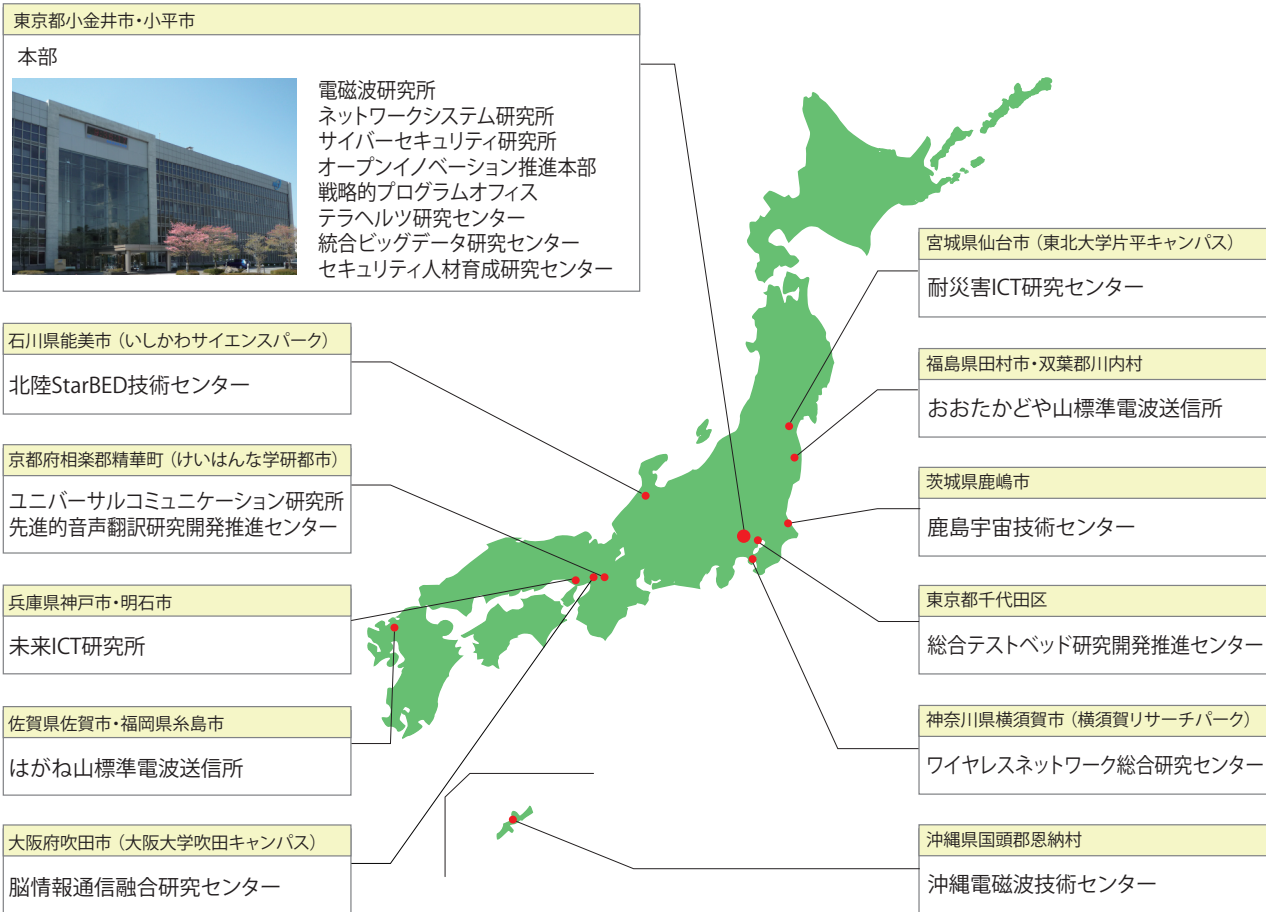 東京都小金井市・小平市
本部
電磁波研究所
ネットワークシステム研究所
サイバーセキュリティ研究所
オープンイノベーション推進本部
戦略的プログラムオフィス
テラヘルツ研究センター
統合ビッグデータ研究センター
セキュリティ人材育成研究センター
石川県能美市（いしかわサイエンスパーク）
北陸StarBED技術センター
京都府相楽郡精華町（けいはんな学研都市）
ユニバーサルコミュニケーション研究所
先進的音声翻訳研究開発推進センター
兵庫県神戸市・明石市
未来ICT研究所
佐賀県佐賀市・福岡県糸島市
はがね山標準電波送信所
大阪府吹田市（大阪大学吹田キャンパス）
脳情報通信融合研究センター
宮城県仙台市（東北大学片平キャンパス）
耐災害ICT研究センター
福島県田村市・双葉郡川内村
おおたかどや山標準電波送信所
茨城県鹿嶋市
鹿島宇宙技術センター
東京都千代田区
総合テストベッド研究開発推進センター
神奈川県横須賀市（横須賀リサーチパーク）
ワイヤレスネットワーク総合研究センター
沖縄県国頭郡恩納村
沖縄電磁波技術センター